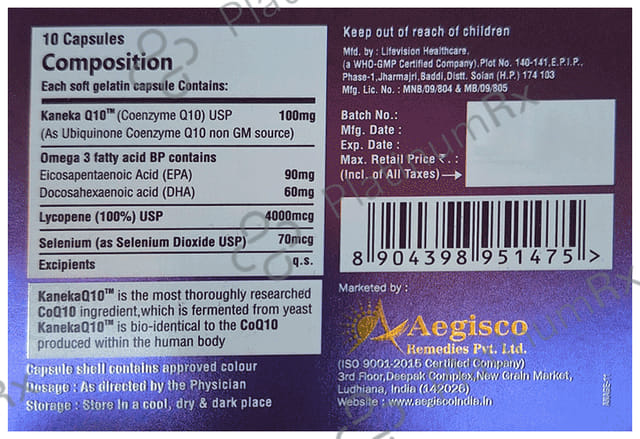 10 Capsules
Composition
Each soft gelatin capsule Contains:
Kaneka Q10™ (Coenzyme Q10) USP 100mg
(As Ubiquinone Coenzyme Q10 non GM source)
Omega 3 fatty acid BP contains
Eicosapentaenoic Acid (EPA) 90mg
Docosahexaenoic acid (DHA) 60mg
Lycopene (100%) USP 4000mcg
Selenium (as Selenium Dioxide USP) 70mcg
Excipients q.s.
KanekaQ10™ is the most thoroughly researched
CoQ10 ingredient,which is fermented from yeast
KanekaQ10™ is bio-identical to the CoQ10
produced within the human body
Capsule shell contains approved colour
Dosage : As directed by the Physician
Storage : Store in a cool, dry & dark place
Keep out of reach of children
Mfd. by : Lifevision Healthcare,
(a WHO-GMP Certified Company),Plot No. 140-141,E.P.I.P.,
Phase-1,Jharmajri,Baddi,Distt. Solan (H.P.) 174 103
Mfg. Lic. No. : MNB/09/804 & MB/09/805
Batch No.:
Mfg. Date :
Exp. Date :
Max. Retail Price ₹. :
(Incl. of All Taxes)
8 904398 951475 >
Marketed by :
Aegisco
Remedies Pvt. Ltd.
(ISO 9001-2015 Certified Company)
3rd Floor,Deepak Complex,New Grain Market,
Ludhiana, India (142026)
Website : www.aegiscoindia.in
PlatinumRx